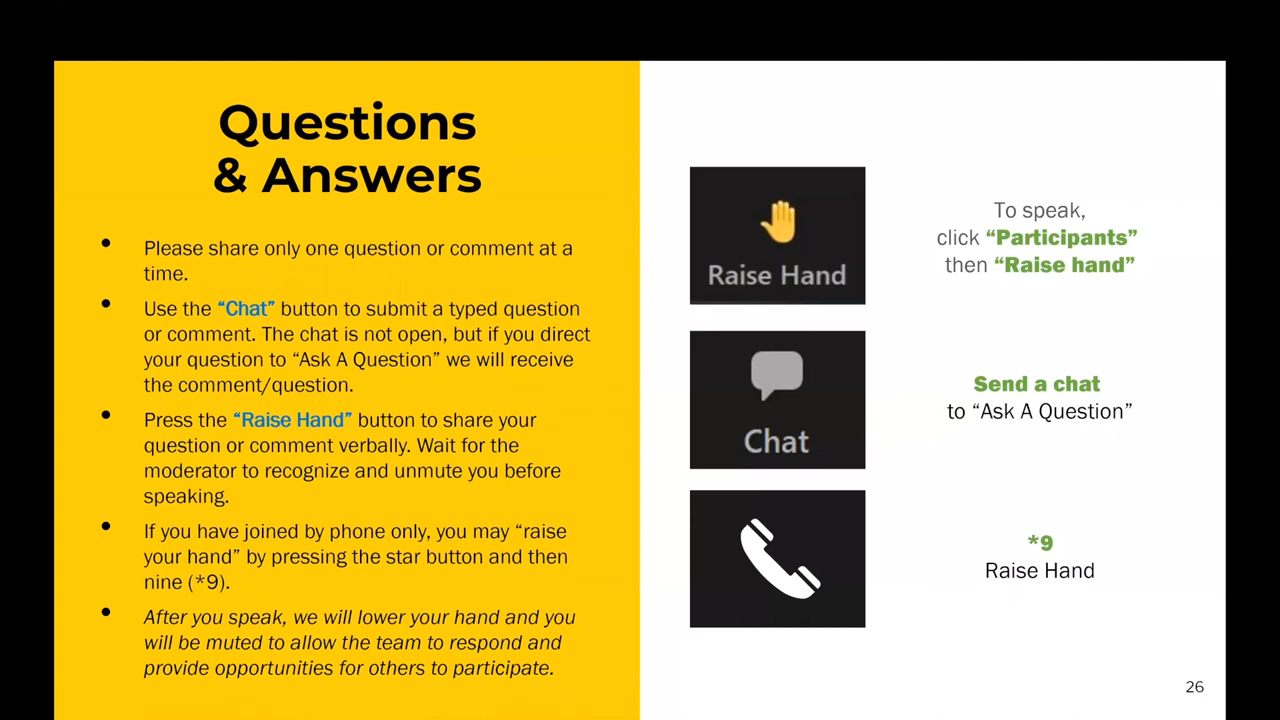 Questions
& Answers
• Please share only one question or comment at a
time.
• Use the “Chat” button to submit a typed question
or comment. The chat is not open, but if you direct
your question to “Ask A Question” we will receive
the comment/question.
• Press the “Raise Hand” button to share your
question or comment verbally. Wait for the
moderator to recognize and unmute you before
speaking.
• If you have joined by phone only, you may “raise
your hand” by pressing the star button and then
nine (*9).
• After you speak, we will lower your hand and you
will be muted to allow the team to respond and
provide opportunities for others to participate.
Raise Hand
To speak,
click “Participants”
then “Raise hand”
Chat
Send a chat
to “Ask A Question”
*9
Raise Hand
26